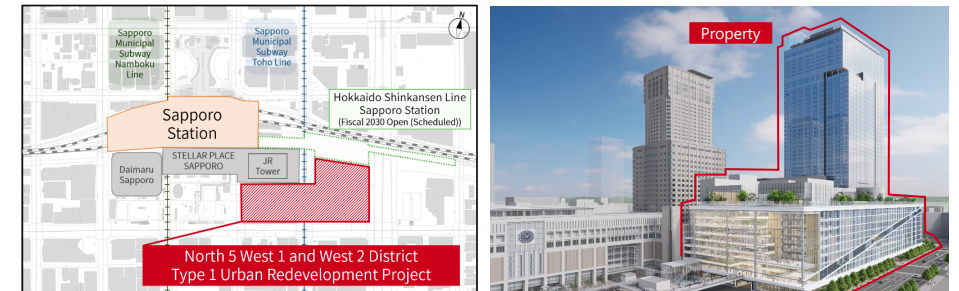 Sapporo
Municipal
Subway
Namboku
Line
Sapporo
Municipal
Subway
Toho Line
N
Hokkaido Shinkansen Line
Sapporo Station
(Fiscal 2030 Open (Scheduled))
Sapporo
Station
STELLAR PLACE
SAPPORO
JR
Tower
Daimaru
Sapporo
North 5 West 1 and West 2 District
Type 1 Urban Redevelopment Project
Property